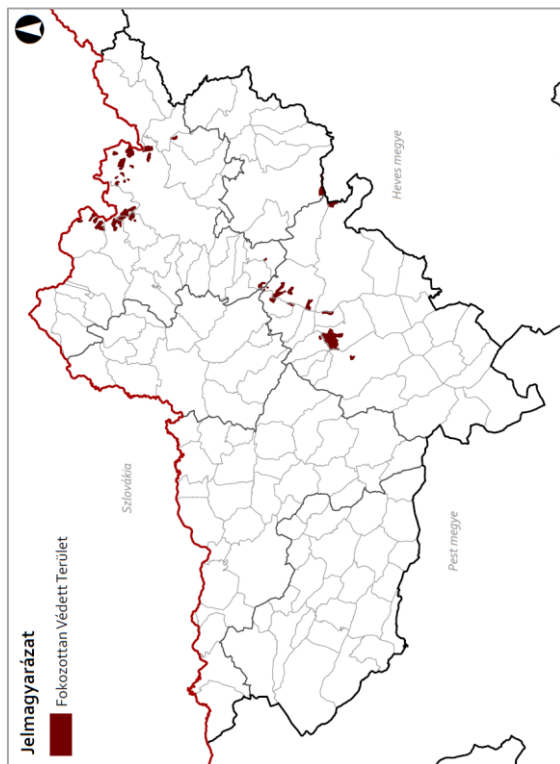 Jelmagyarázat
Fokozottan Védett Terület
Szlovákia
Pest megye
Heves megye